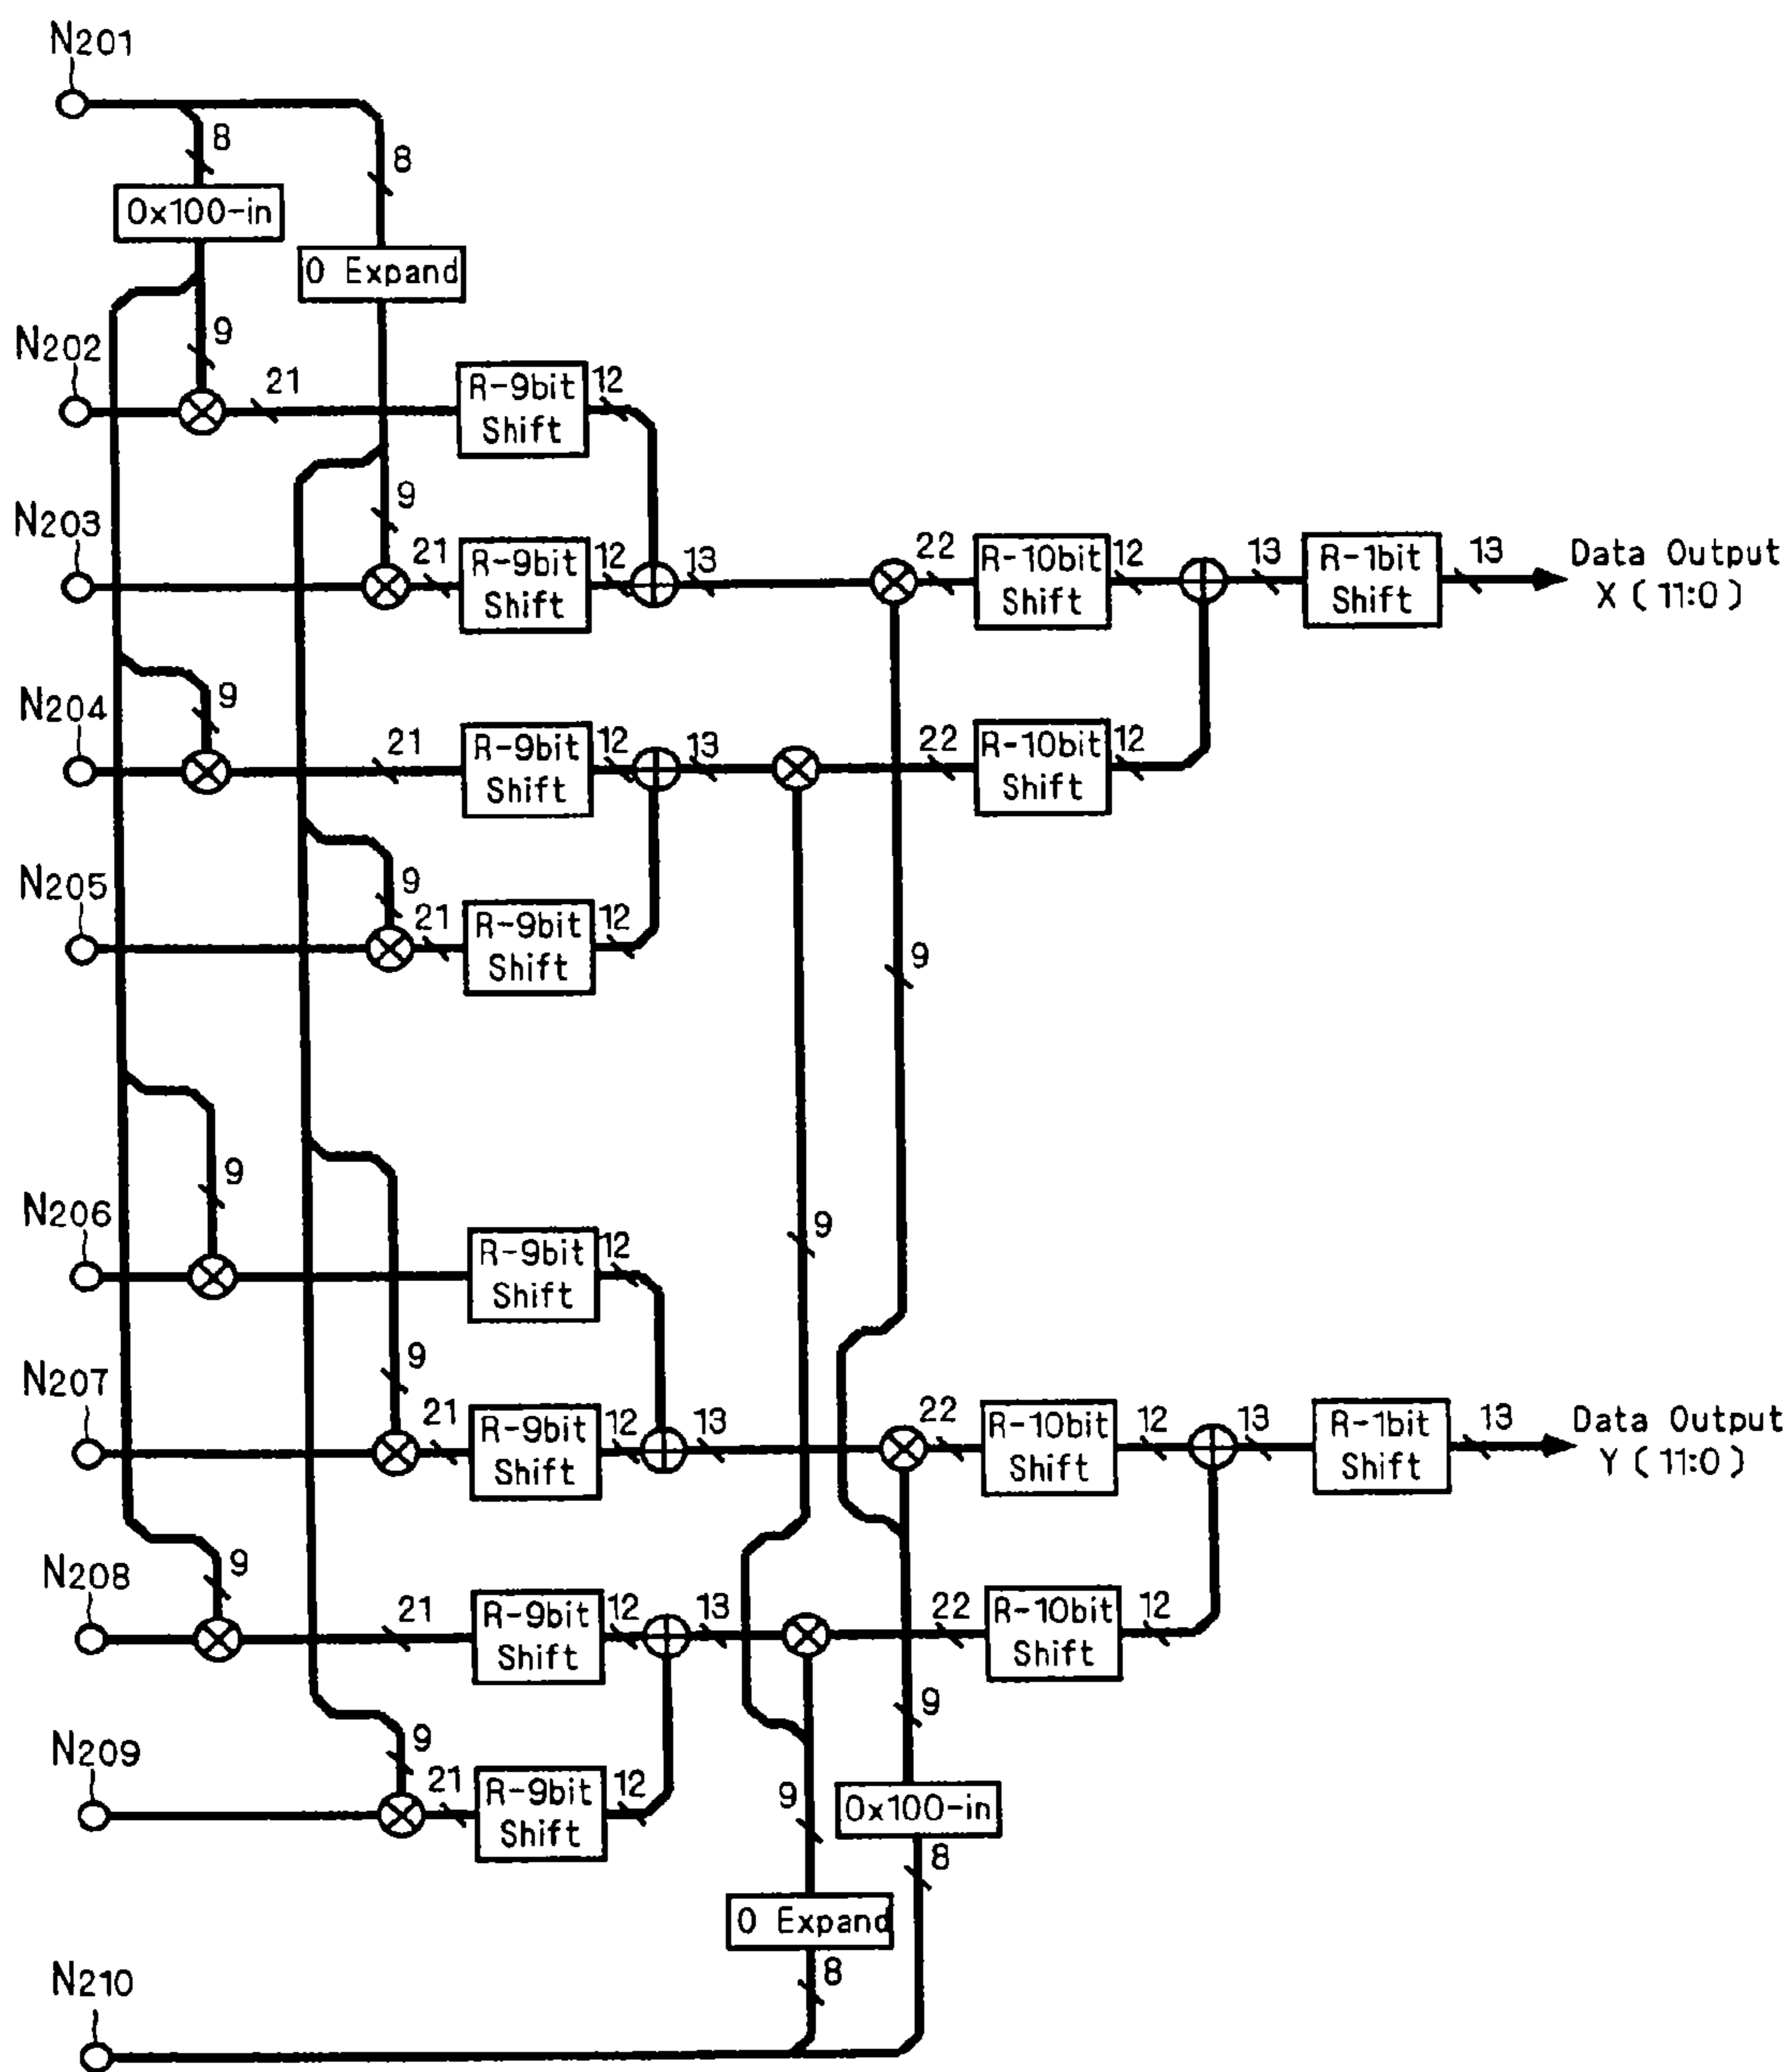 N201
8
8
0x100-in
0 Expand
9
N202
21
R-9bit
Shift
12
9
N203
21
R-9bit
Shift
12
13
22
R-10bit
Shift
12
13
R-1bit
Shift
13
Data Output
X ( 11:0 )
9
N204
21
R-9bit
Shift
12
13
22
R-10bit
Shift
12
9
N205
21
R-9bit
Shift
12
9
9
9
N206
R-9bit
Shift
12
9
N207
21
R-9bit
Shift
12
13
22
R-10bit
Shift
12
13
R-1bit
Shift
13
Data Output
Y ( 11:0 )
9
N208
21
R-9bit
Shift
12
13
22
R-10bit
Shift
12
9
9
N209
21
R-9bit
Shift
12
9
0x100-in
8
0 Expand
8
N210